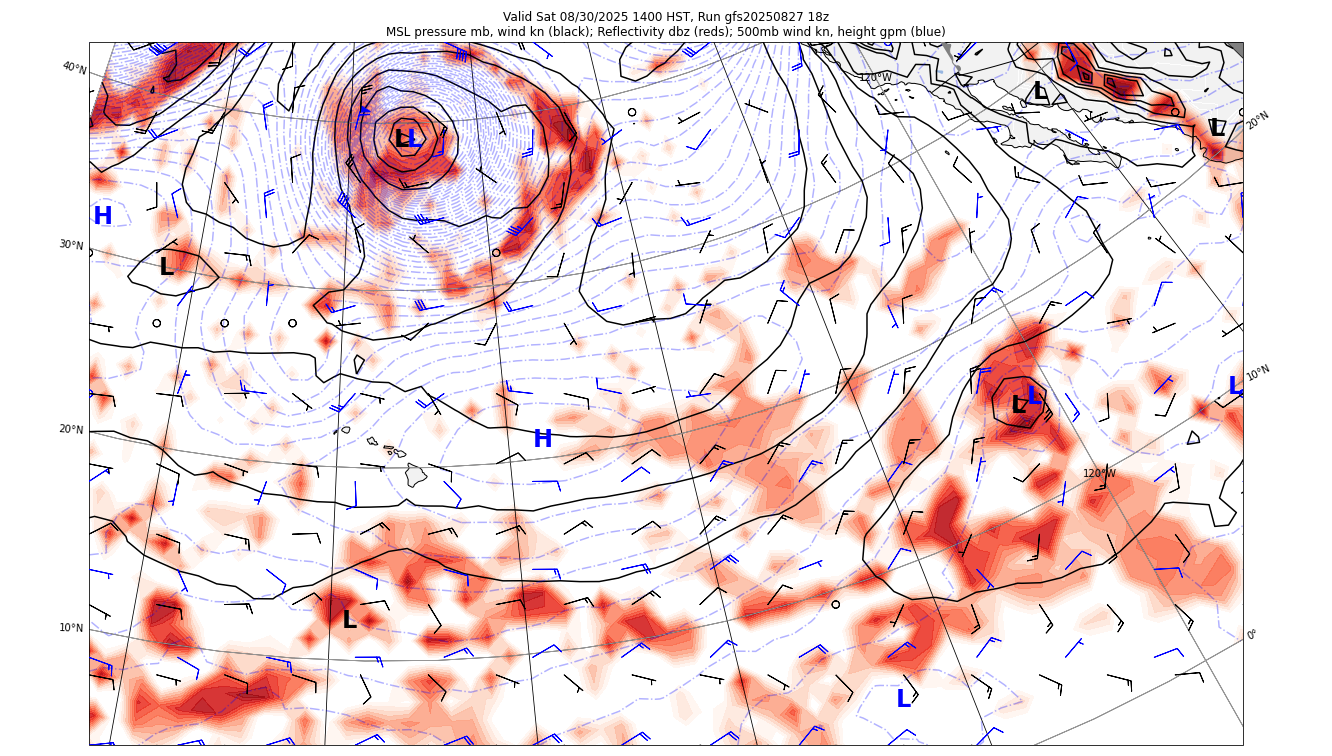 Valid Sat 08/30/2025 1400 HST, Run gfs20250827 18z
MSL pressure mb, wind kn (black); Reflectivity dbz (reds); 500mb wind kn, height gpm (blue)
40°N
120°W
L
20°N
L
L L
H
30°N
L
10°N
L
L L
20°N
H
120°W
10°N
L
0°
L